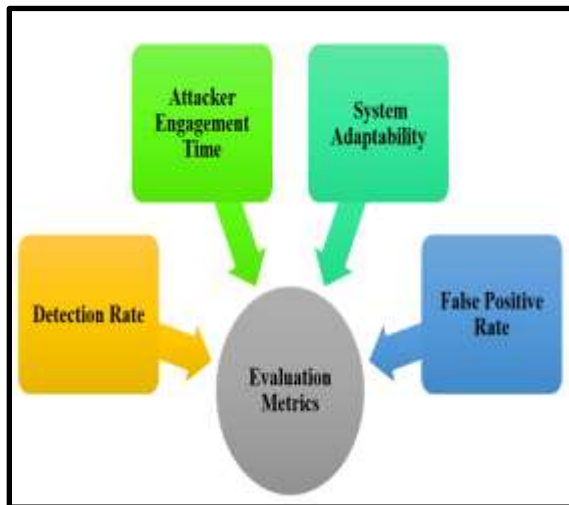 Attacker
Engagement
Time
System
Adaptability
Detection Rate
False Positive
Rate
Evaluation
Metrics